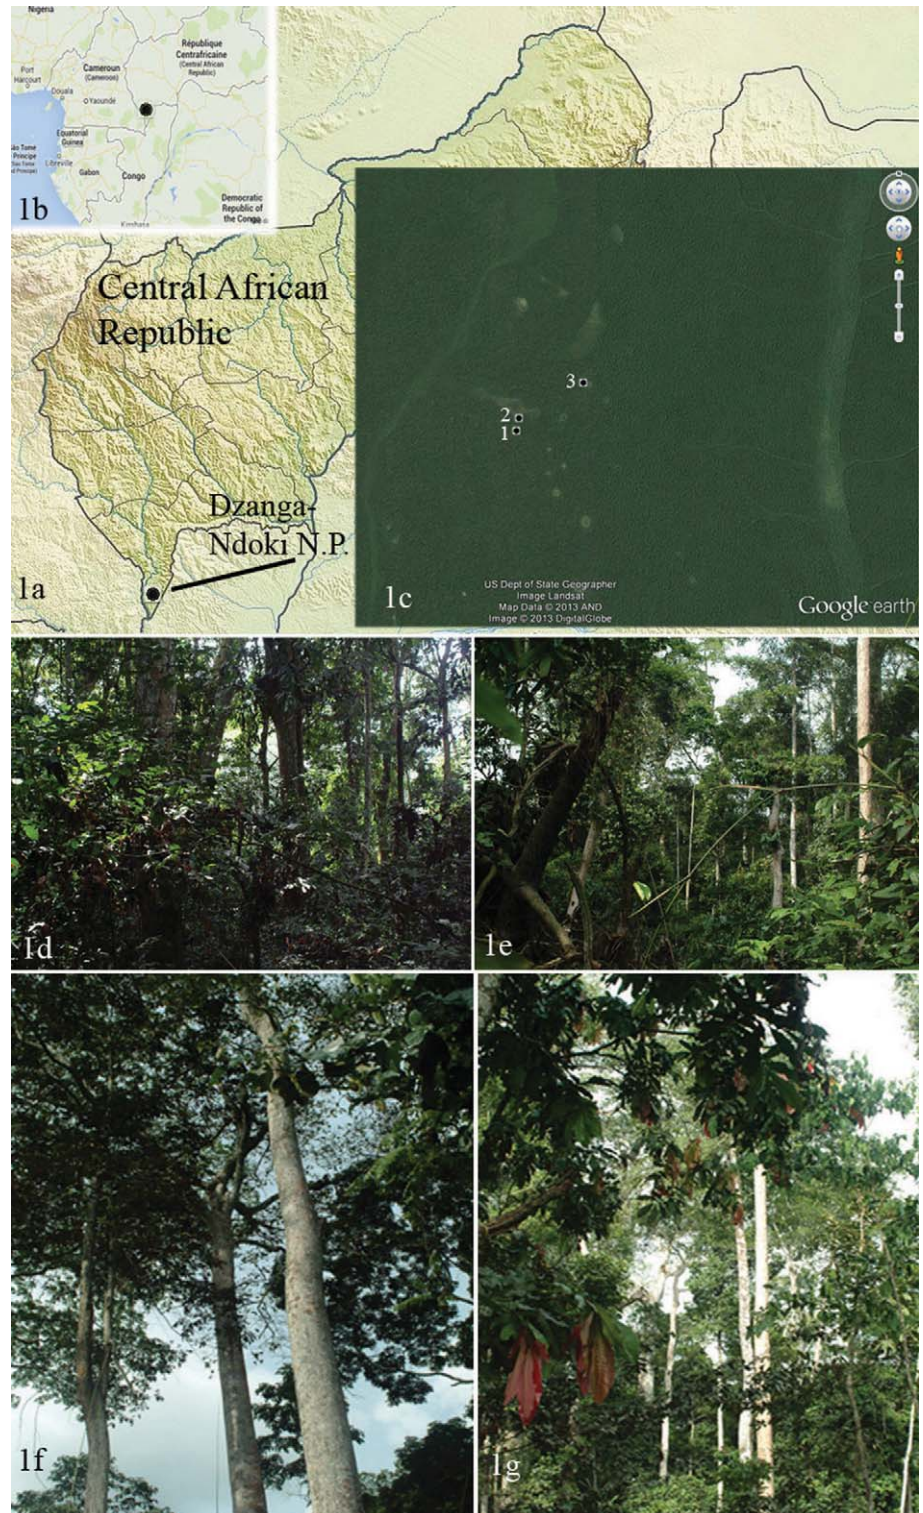 Nigeria
République
Centrafricaine
(Central African
Republic)
Port
Harcourt
Cameroun
(Cameroon)
Douala
Yaoundé
Equatorial
Guinea
Libreville
Gabon
Congo
Principe
Democratic
Republic of
the Congo
Kinshasa
1b
Central African
Republic
Dzanga-
Ndoki N.P.
1a
3
2
1
1c
US Dept of State Geographer
Image Landsat
Map Data © 2013 AND
Image © 2013 DigitalGlobe
Google earth
1d
1e
1f
1g